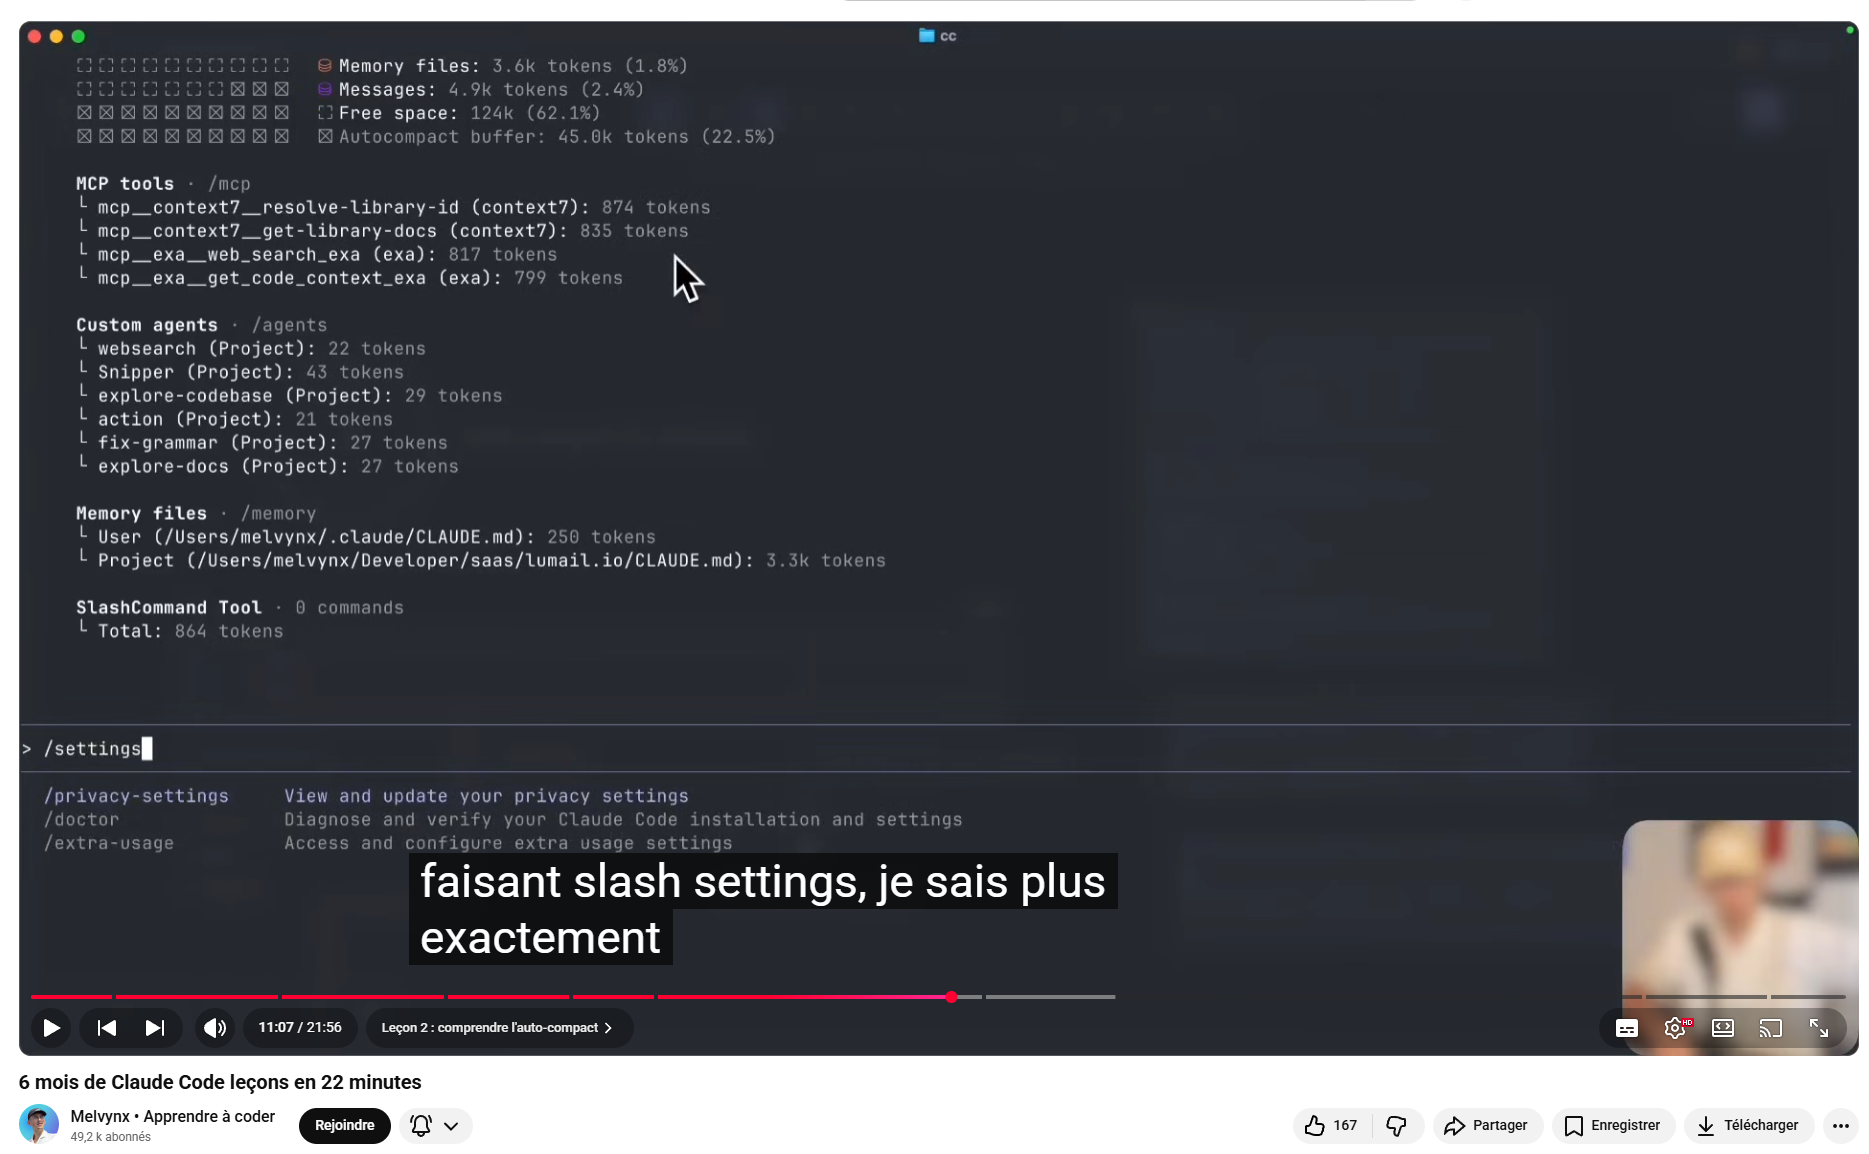 cc
Memory files: 3.6k tokens (1.8%)
Messages: 4.9k tokens (2.4%)
Free space: 124k (62.1%)
Autocompact buffer: 45.0k tokens (22.5%)
MCP tools · /mcp
└ mcp__context7__resolve-library-id (context7): 874 tokens
└ mcp__context7__get-library-docs (context7): 835 tokens
└ mcp__exa__web_search_exa (exa): 817 tokens
└ mcp__exa__get_code_context_exa (exa): 799 tokens
Custom agents · /agents
└ websearch (Project): 22 tokens
└ Snipper (Project): 43 tokens
└ explore-codebase (Project): 29 tokens
└ action (Project): 21 tokens
└ fix-grammar (Project): 27 tokens
└ explore-docs (Project): 27 tokens
Memory files · /memory
└ User (/Users/melvynx/.claude/CLAUDE.md): 250 tokens
└ Project (/Users/melvynx/Developer/saas/lumail.io/CLAUDE.md): 3.3k tokens
SlashCommand Tool · 0 commands
└ Total: 864 tokens
> /settings
/privacy-settings View and update your privacy settings
/doctor Diagnose and verify your Claude Code installation and settings
/extra-usage Access and configure extra usage settings
faisant slash settings, je sais plus
exactement
11:07 / 21:56 Leçon 2 : comprendre l'auto-compact HD
6 mois de Claude Code leçons en 22 minutes
Melvynx • Apprendre à coder
49,2 k abonnés
Rejoindre
167 Partager Enregistrer Télécharger